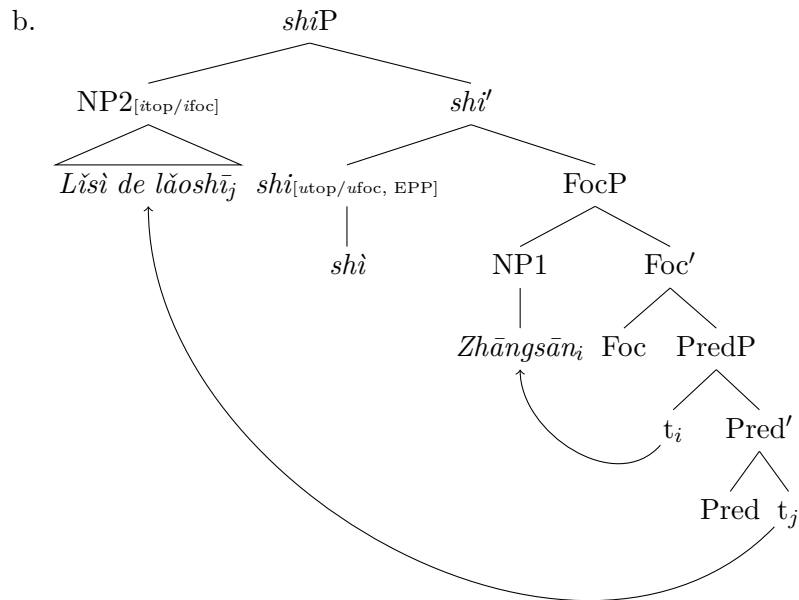 b. shiP
NP2[itop/ifoc] shi′
Lǐsì de lǎoshī_j shi[utop/ufoc, EPP] FocP
shì NP1 Foc′
Zhāngsān_i Foc PredP
t_i Pred′
Pred t_j